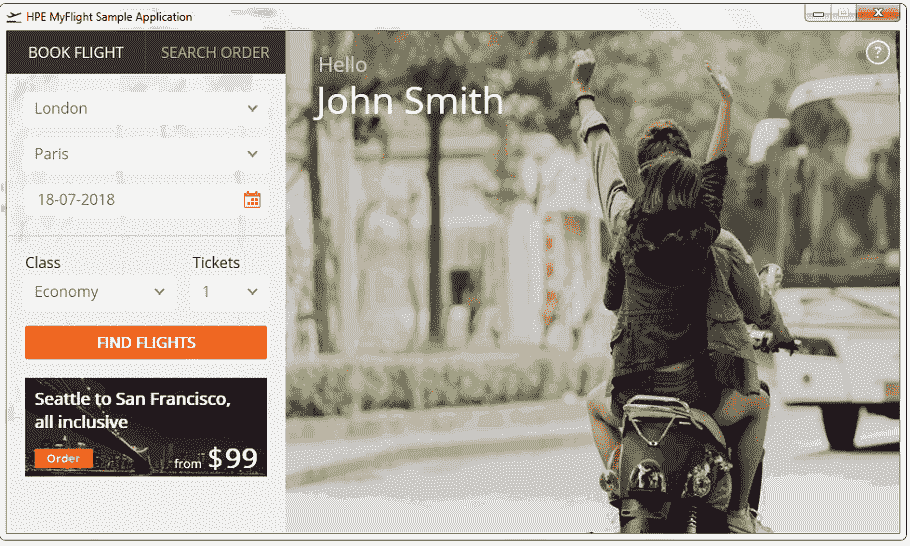 HPE MyFlight Sample Application
BOOK FLIGHT SEARCH ORDER
London
Paris
18-07-2018
Class Tickets
Economy 1
FIND FLIGHTS
Seattle to San Francisco,
all inclusive
Order from $99
Hello
John Smith
?